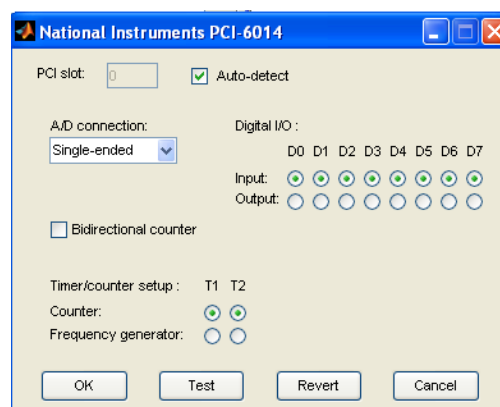 National Instruments PCI-6014
PCI slot: 0 Auto-detect
A/D connection: Digital I/O :
Single-ended D0 D1 D2 D3 D4 D5 D6 D7
Input:
Output:
Bidirectional counter
Timer/counter setup : T1 T2
Counter:
Frequency generator:
OK Test Revert Cancel